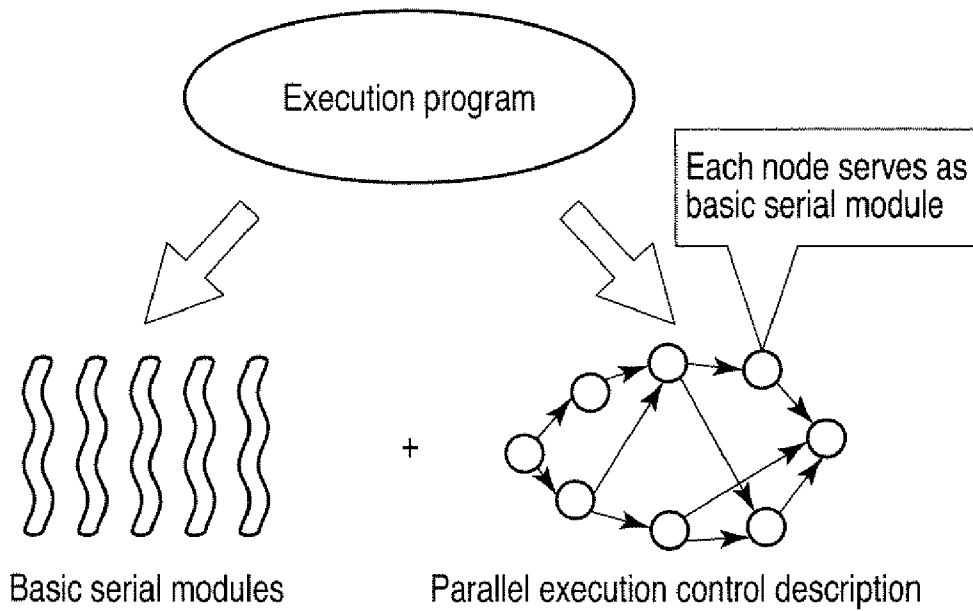 Execution program
Each node serves as
basic serial module
+
Basic serial modules
Parallel execution control description